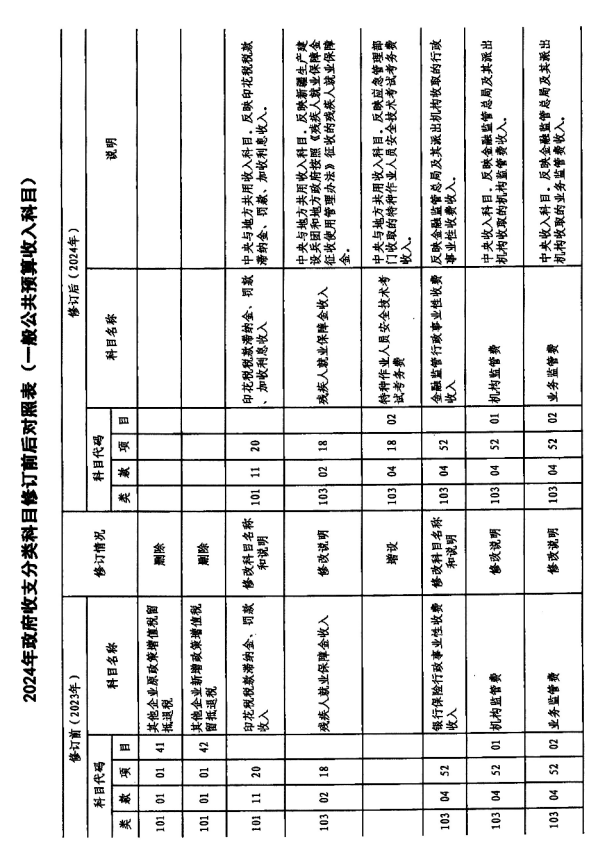 2024年政府收支分类科目修订前后对照表（一般公共预算收入科目）
修订前（2023年） 修订情况 修订后（2024年）
科目代码 科目名称 科目代码 科目名称 说明
类 款 项 目 类 款 项 目
101 01 01 41 其他企业原政策增值税留 删除
抵退税
101 01 01 42 其他企业新增政策增值税 删除
留抵退税
101 11 20 印花税税款滞纳金、罚款 修改科目名称 101 11 20 印花税税款滞纳金、罚款 中央与地方共用收入科目。反映印花税税款
收入 和说明 、加收利息收入 滞纳金、罚款、加收利息收入。
103 02 18 残疾人就业保障金收入 修改说明 103 02 18 残疾人就业保障金收入 中央与地方共用收入科目。反映新疆生产建
设兵团和地方政府按照《残疾人就业保障金
征收使用管理办法》征收的残疾人就业保障
金。
增设 103 04 18 02 特种作业人员安全技术考 中央与地方共用收入科目。反映应急管理部
试考务费 门收取的特种作业人员安全技术考试考务费
收入。
103 04 52 银行保险行政事业性收费 修改科目名称 103 04 52 金融监管行政事业性收费 反映金融监管总局及其派出机构收取的行政
收入 和说明 收入 事业性收费收入。
103 04 52 01 机构监管费 修改说明 103 04 52 01 机构监管费 中央收入科目。反映金融监管总局及其派出
机构收取的机构监管费收入。
103 04 52 02 业务监管费 修改说明 103 04 52 02 业务监管费 中央收入科目。反映金融监管总局及其派出
机构收取的业务监管费收入。